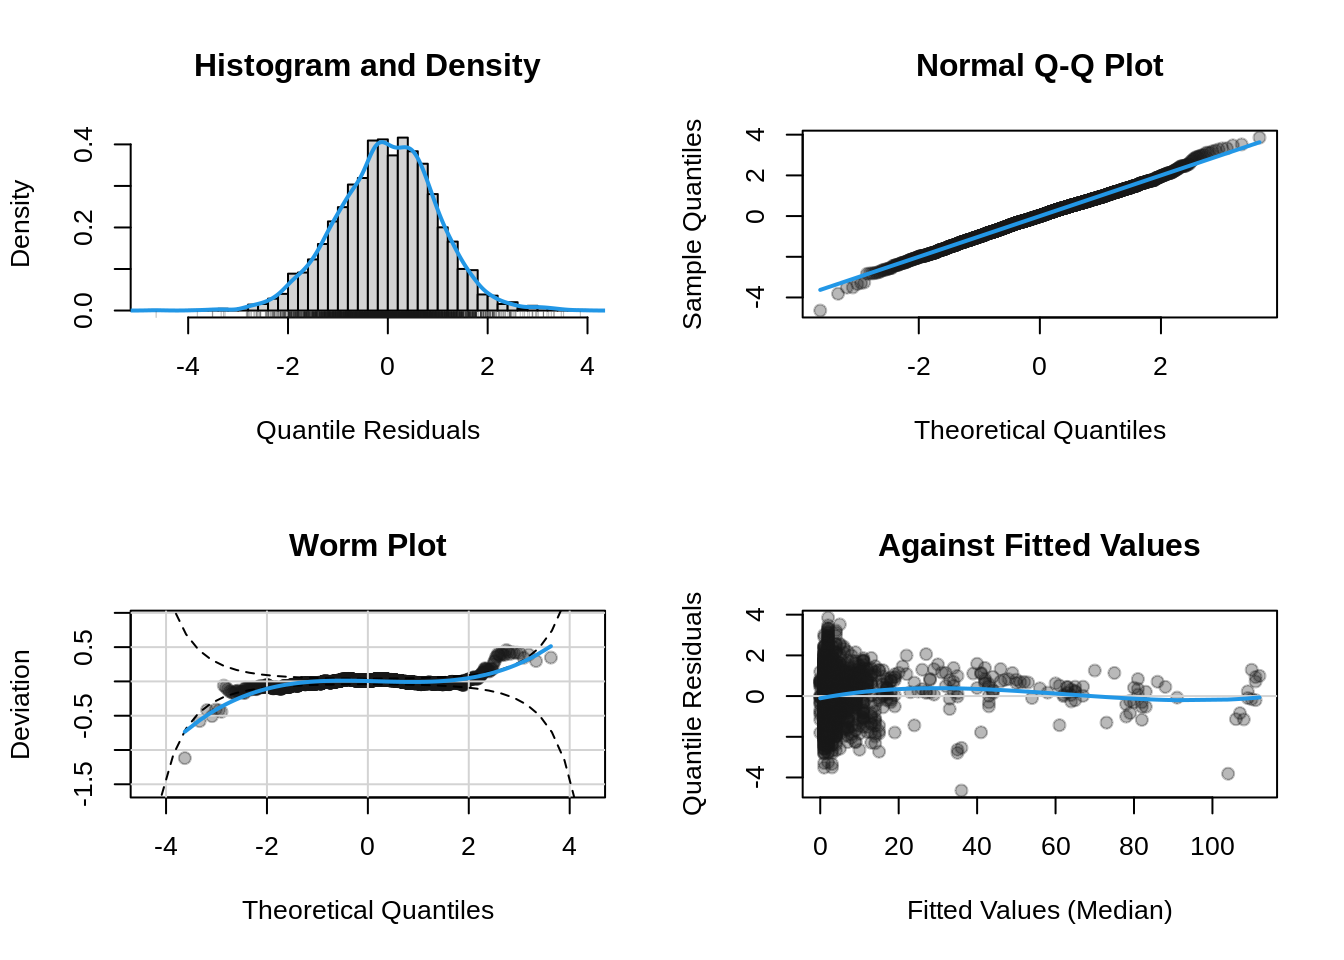 Histogram and Density
Density
0.0 0.2 0.4
-4 -2 0 2 4
Quantile Residuals
Normal Q-Q Plot
Sample Quantiles
-4 0 2 4
-2 0 2
Theoretical Quantiles
Worm Plot
Deviation
-1.5 -0.5 0.5
-4 -2 0 2 4
Theoretical Quantiles
Against Fitted Values
Quantile Residuals
-4 0 2 4
0 20 40 60 80 100
Fitted Values (Median)